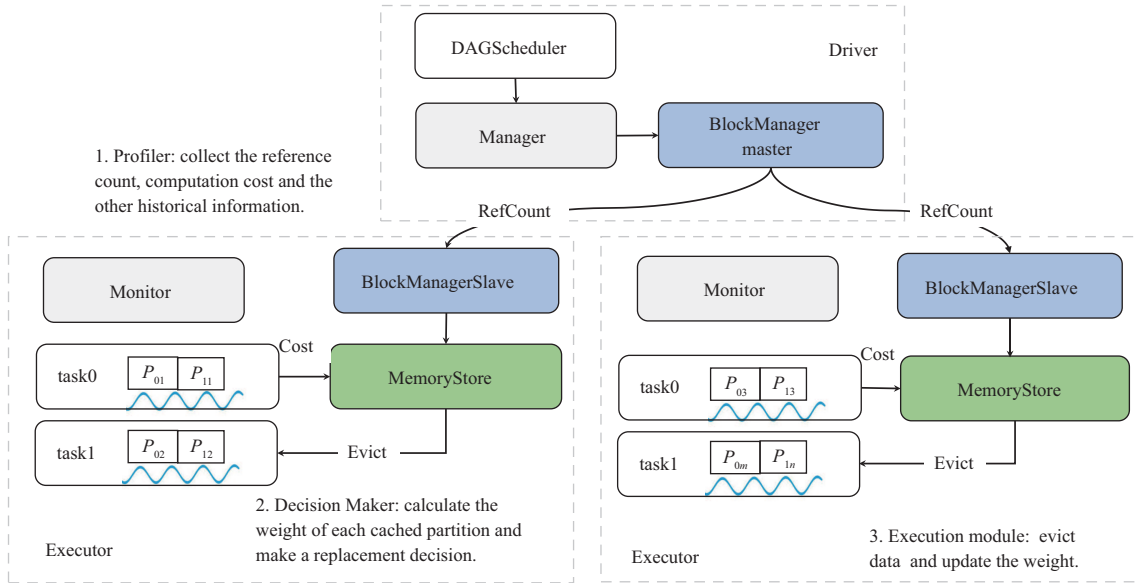 DAGScheduler
Driver
Manager
BlockManager
master
1. Profiler: collect the reference
count, computation cost and the
other historical information.
RefCount
RefCount
Monitor
BlockManagerSlave
Cost
task0
P01 P11
MemoryStore
task1
P02 P12
Evict
2. Decision Maker: calculate the
weight of each cached partition and
make a replacement decision.
Executor
Monitor
BlockManagerSlave
Cost
task0
P03 P13
MemoryStore
task1
P0m P1n
Evict
3. Execution module: evict
data and update the weight.
Executor